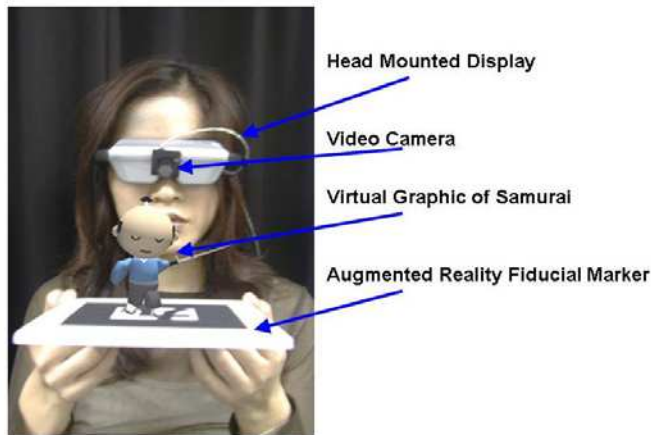 Head Mounted Display
Video Camera
Virtual Graphic of Samurai
Augmented Reality Fiducial Marker